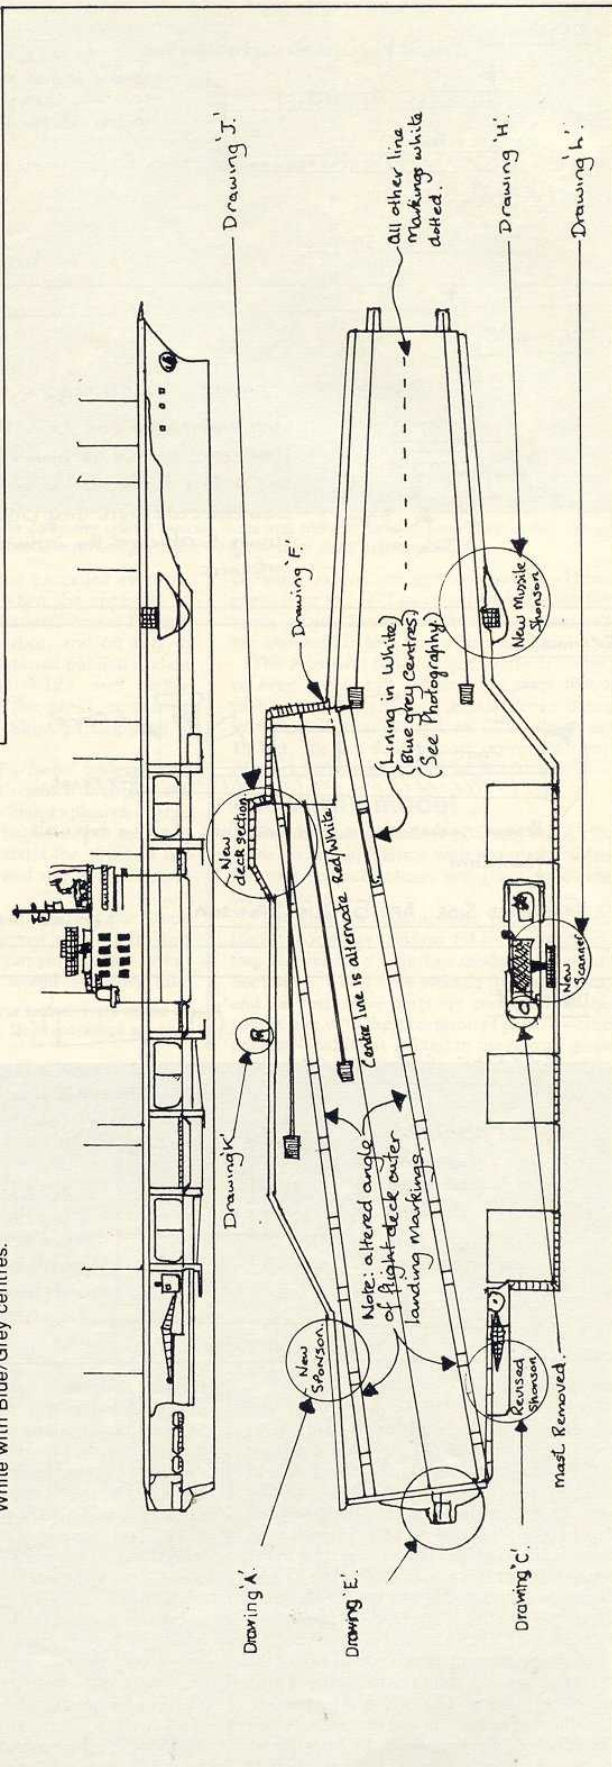 White with Blue/Grey centres.
Drawing 'J'.
All other line
Markings white
dotted.
Drawing 'H'.
Drawing 'L'.
Drawing 'F'.
New
deck section.
(Lining in White)
(Blue grey Centres)
(See Photography)
New Missile
Sponson
Centre line is alternate Red/White
New
Scanner
Drawing 'K'
Note: altered angle
of flight deck outer
landing markings.
New
Sponson.
Revised
Sponson
Mast Removed.
Drawing 'A'.
Drawing 'E'.
Drawing 'C'.